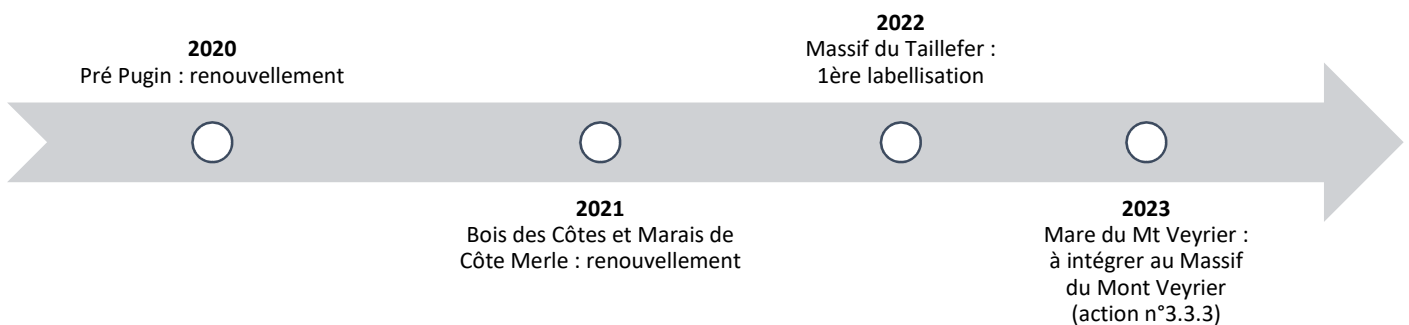 2020
Pré Pugin : renouvellement
2021
Bois des Côtes et Marais de
Côte Merle : renouvellement
2022
Massif du Taillefer :
1ère labellisation
2023
Mare du Mt Veyrier :
à intégrer au Massif
du Mont Veyrier
(action n°3.3.3)